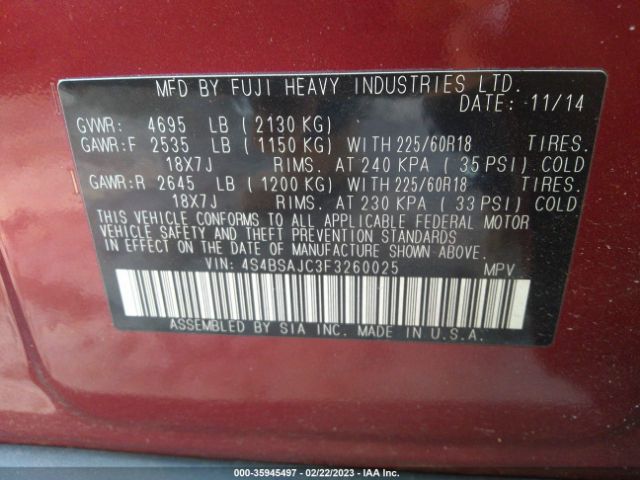 MFD BY FUJI HEAVY INDUSTRIES LTD.
DATE: 11/14
GVWR: 4695 LB (2130 KG)
GAWR:F 2535 LB (1150 KG) WITH 225/60R18 TIRES.
18X7J RIMS. AT 240 KPA (35 PSI) COLD
GAWR:R 2645 LB (1200 KG) WITH 225/60R18 TIRES.
18X7J RIMS. AT 230 KPA (33 PSI) COLD
THIS VEHICLE CONFORMS TO ALL APPLICABLE FEDERAL MOTOR
VEHICLE SAFETY AND THEFT PREVENTION STANDARDS
IN EFFECT ON THE DATE OF MANUFACTURE SHOWN ABOVE.
VIN: 4S4BSAJC3F3260025 MPV
ASSEMBLED BY SIA INC. MADE IN U.S.A.
000-35945497 - 02/22/2023 - IAA Inc.